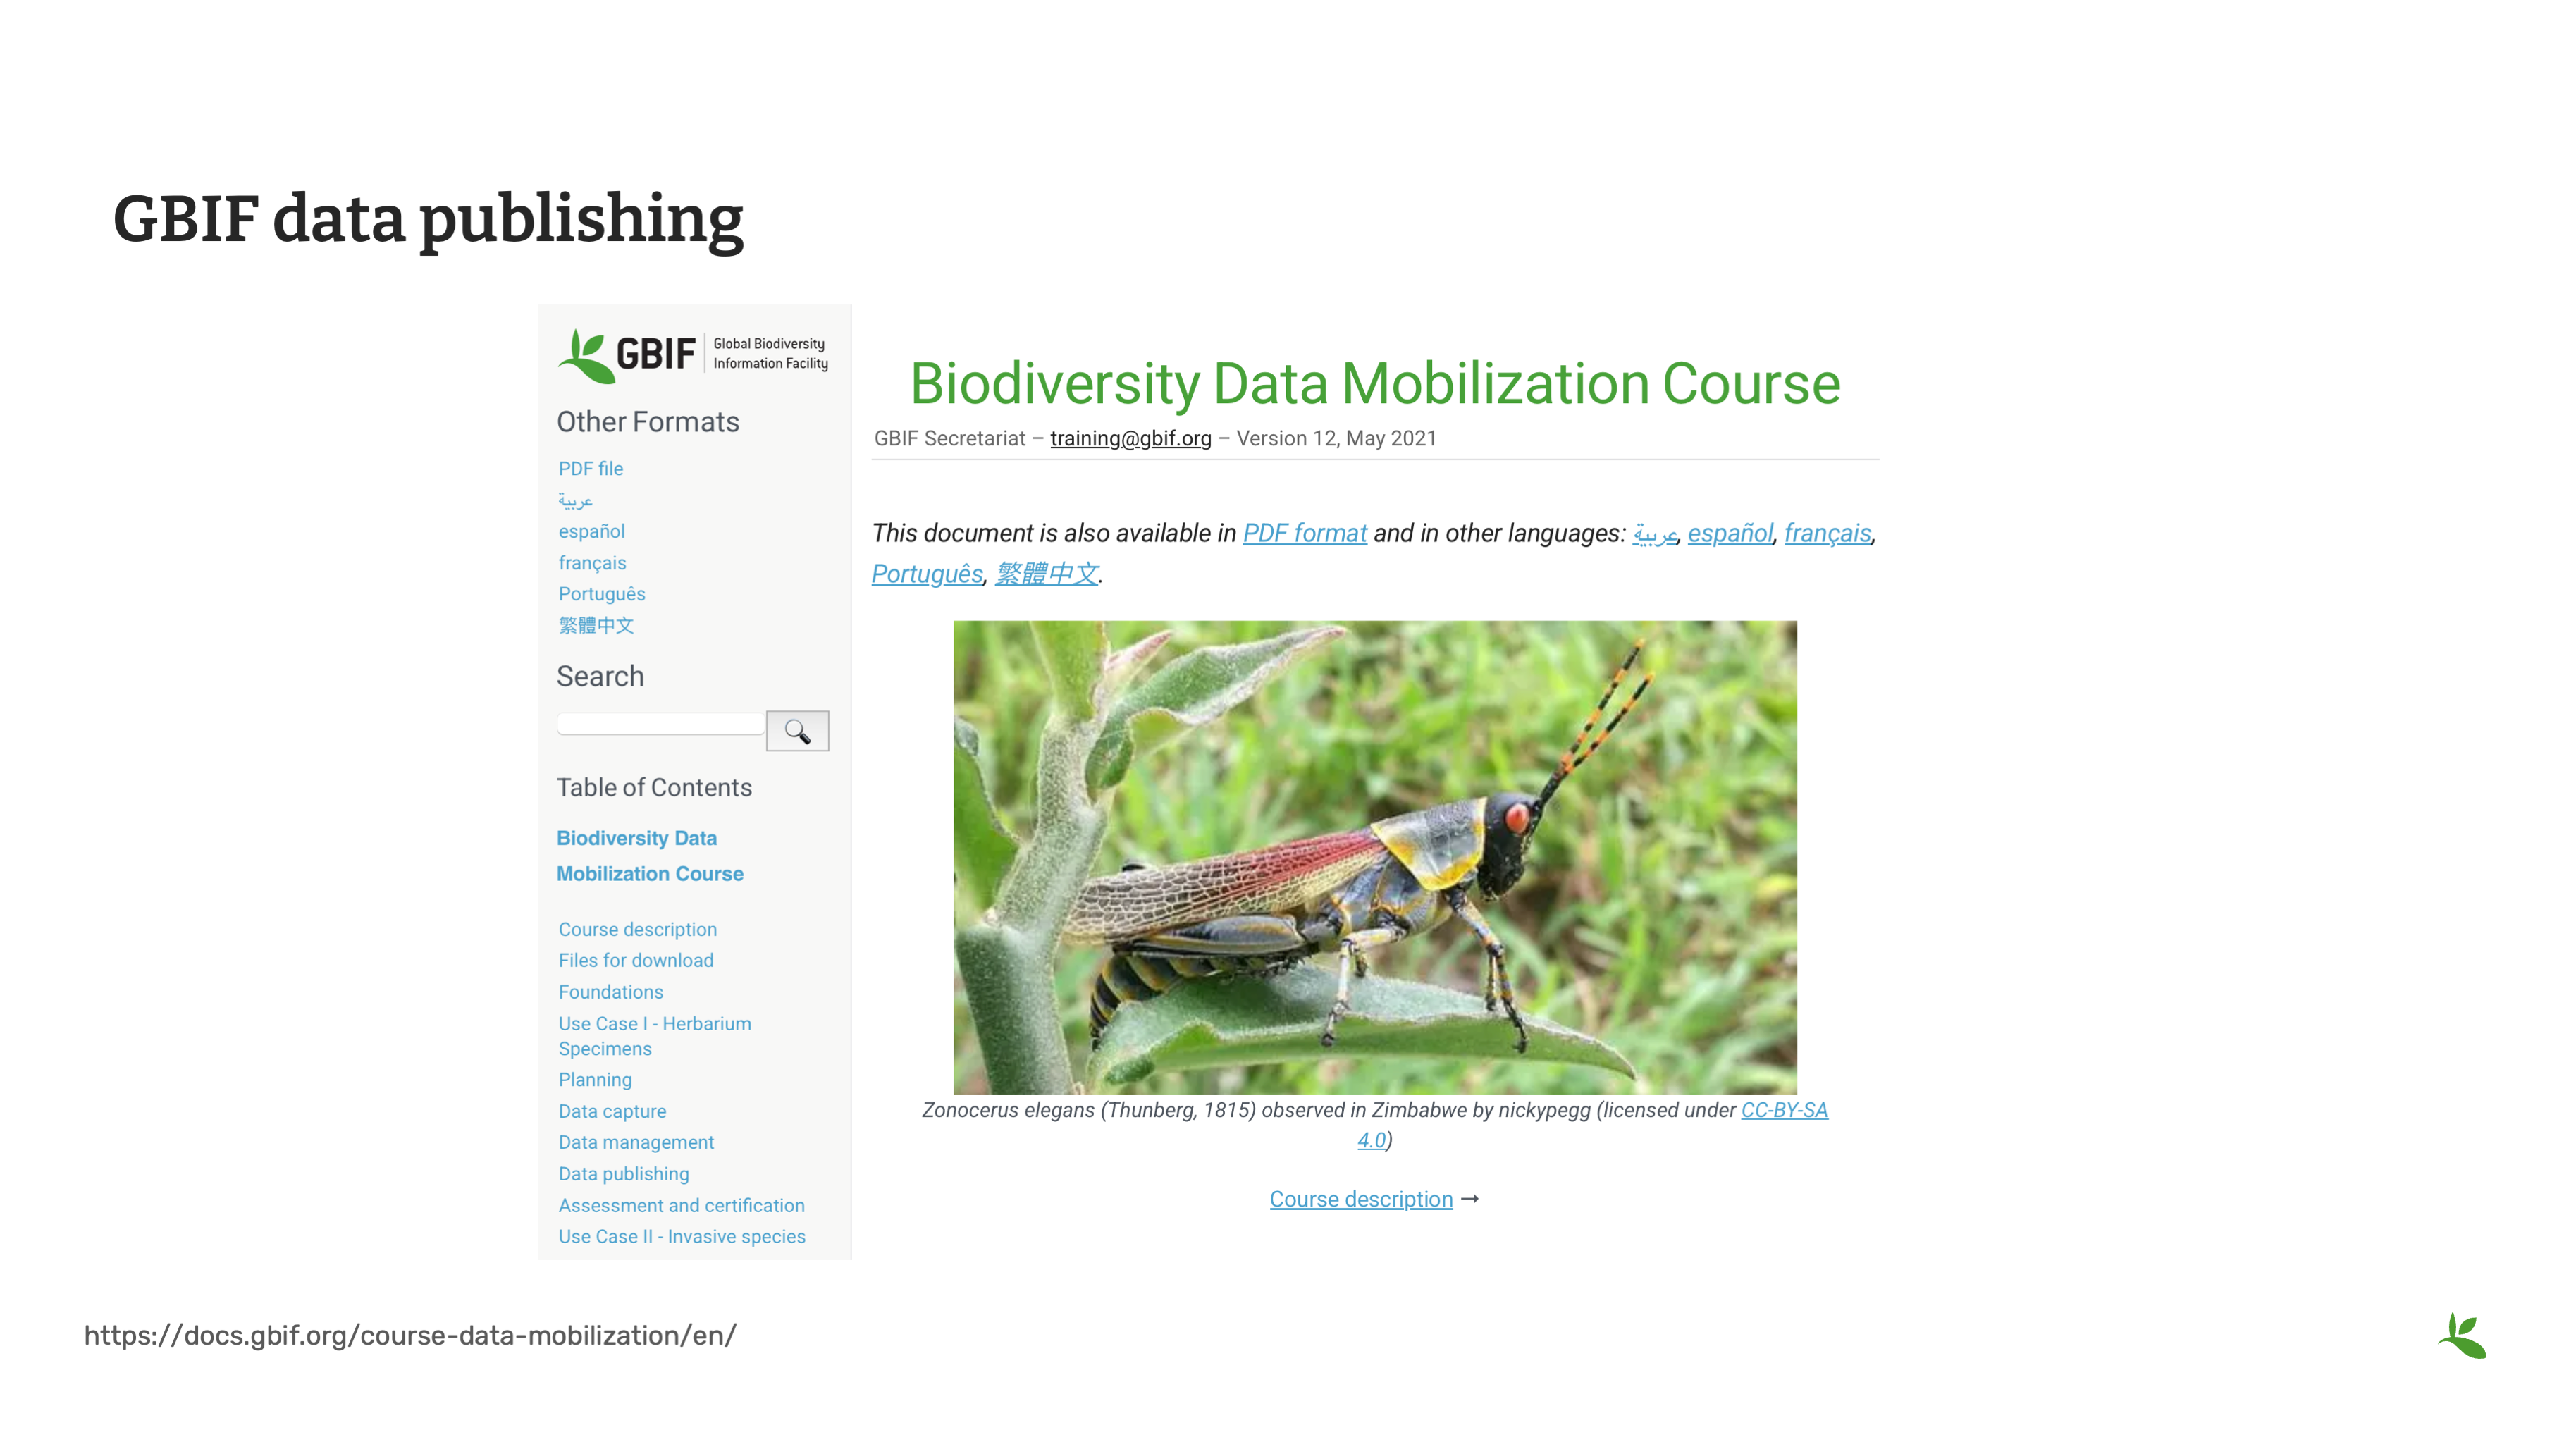 GBIF data publishing
GBIF
Global Biodiversity
Information Facility
Other Formats
PDF file
عربية
español
français
Português
繁體中文
Search
Table of Contents
Biodiversity Data
Mobilization Course
Course description
Files for download
Foundations
Use Case I - Herbarium
Specimens
Planning
Data capture
Data management
Data publishing
Assessment and certification
Use Case II - Invasive species
Biodiversity Data Mobilization Course
GBIF Secretariat – training@gbif.org – Version 12, May 2021
This document is also available in PDF format and in other languages: عربية, español, français,
Português, 繁體中文.
Zonocerus elegans (Thunberg, 1815) observed in Zimbabwe by nickypegg (licensed under CC-BY-SA
4.0)
Course description →
https://docs.gbif.org/course-data-mobilization/en/